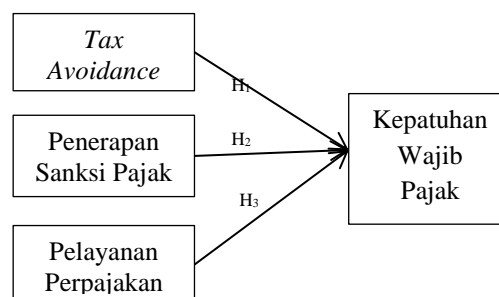 Tax
Avoidance
H1
Penerapan
Sanksi Pajak
H2
Kepatuhan
Wajib
Pajak
H3
Pelayanan
Perpajakan